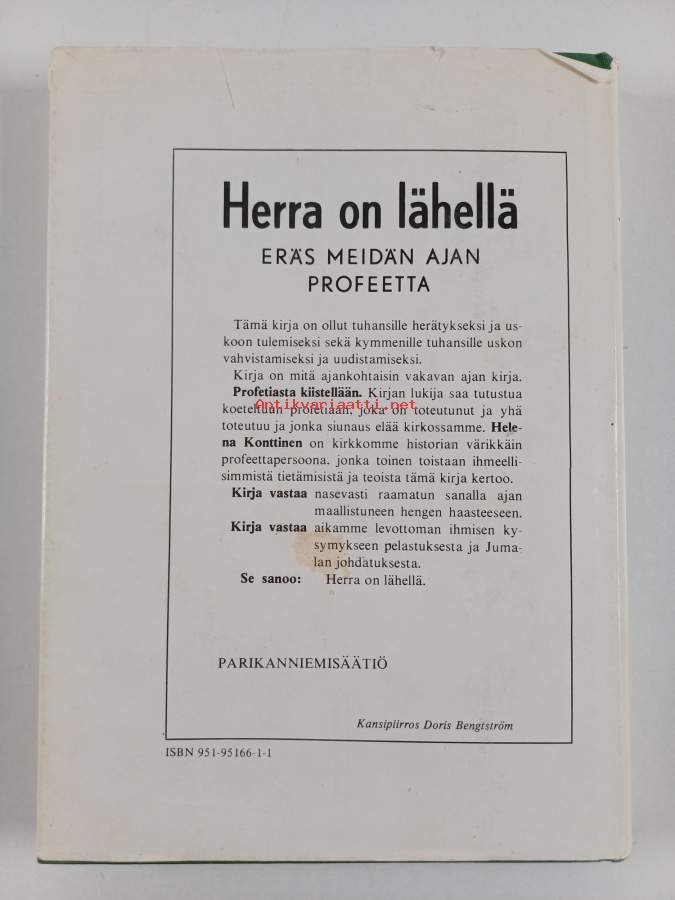 Herra on lähellä
ERÄS MEIDÄN AJAN
PROFEETTA
Tämä kirja on ollut tuhansille herätykseksi ja us-
koon tulemiseksi sekä kymmenille tuhansille uskon
vahvistamiseksi ja uudistamiseksi.
Kirja on mitä ajankohtaisin vakavan ajan kirja.
Profetiasta kiistellään. Kirjan lukija saa tutustua
Antikvariaatti.net
koeteltuun profetiaan, joka on toteutunut ja yhä
toteutuu ja jonka siunaus elää kirkossamme. Hele-
na Konttinen on kirkkomme historian värikkäin
profeettapersoona, jonka toinen toistaan ihmeelli-
simmistä tietämisistä ja teoista tämä kirja kertoo.
Kirja vastaa nasevasti raamatun sanalla ajan
maallistuneen hengen haasteeseen.
Kirja vastaa aikamme levottoman ihmisen ky-
symykseen pelastuksesta ja Juma-
lan johdatuksesta.
Se sanoo: Herra on lähellä.
PARIKANNIEMISÄÄTIÖ
Kansipiirros Doris Bengtström
ISBN 951-95166-1-1